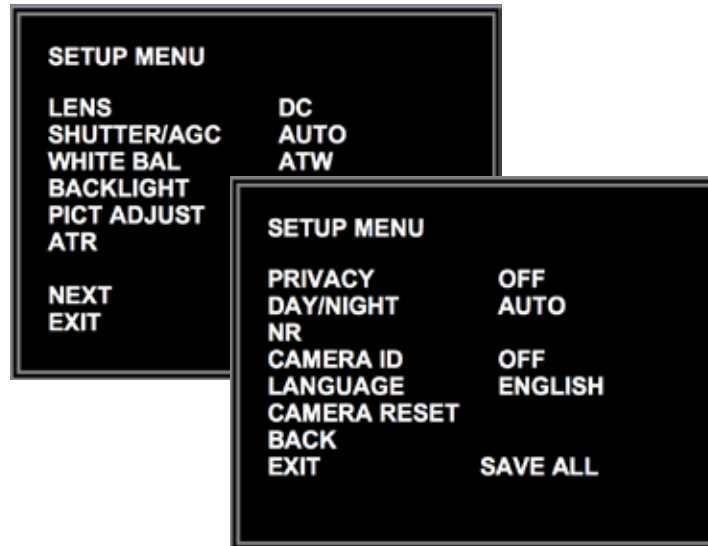 SETUP MENU
LENS DC
SHUTTER/AGC AUTO
WHITE BAL ATW
BACKLIGHT
PICT ADJUST
ATR
NEXT
EXIT
SETUP MENU
PRIVACY OFF
DAY/NIGHT AUTO
NR
CAMERA ID OFF
LANGUAGE ENGLISH
CAMERA RESET
BACK
EXIT SAVE ALL